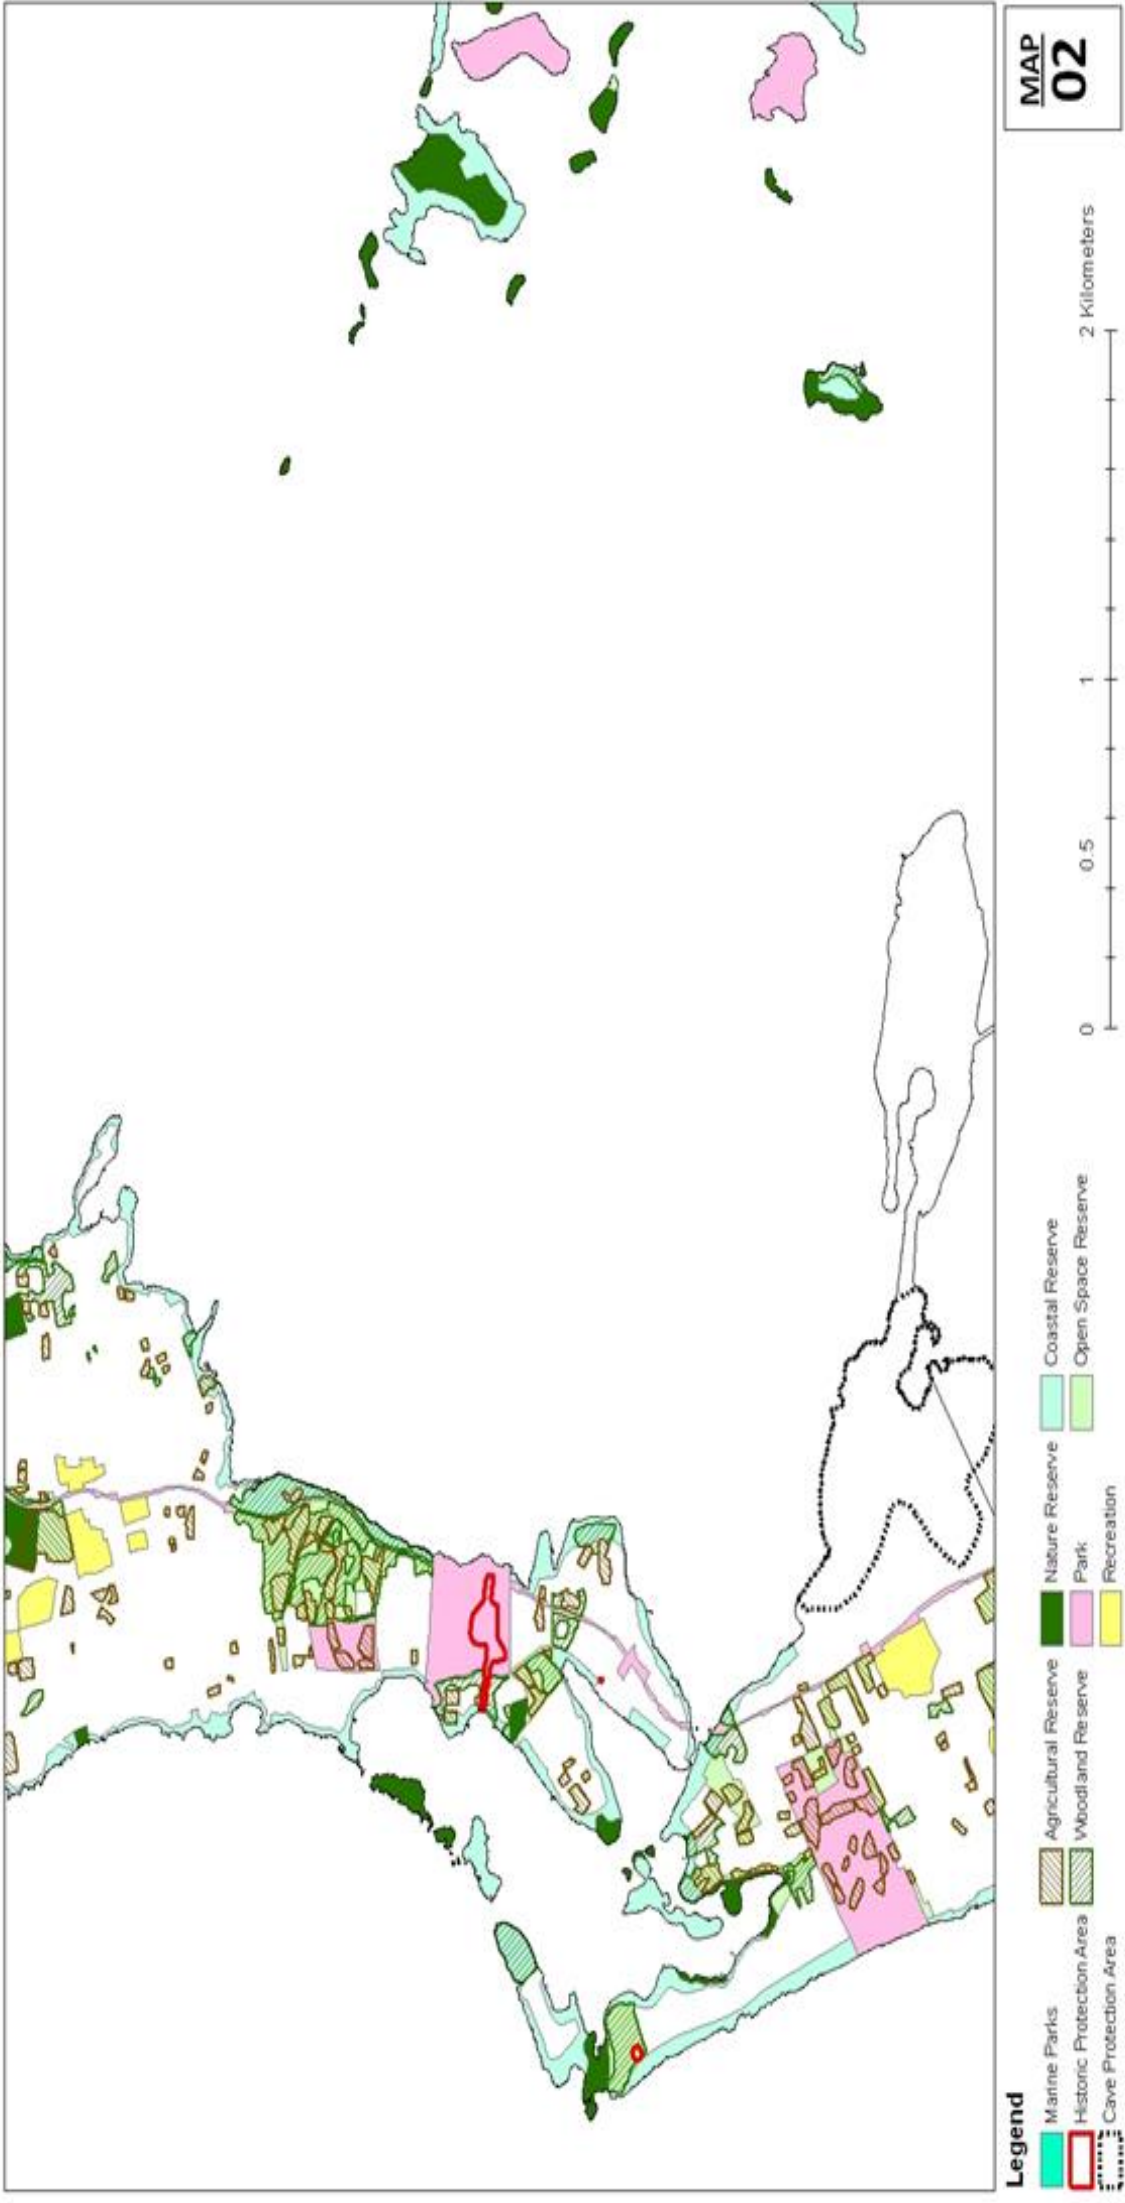 Legend
Marine Parks
Historic Protection Area
Cave Protection Area
Agricultural Reserve
Woodland Reserve
Nature Reserve
Park
Recreation
Coastal Reserve
Open Space Reserve
0 0.5 1 2 Kilometers
MAP
02